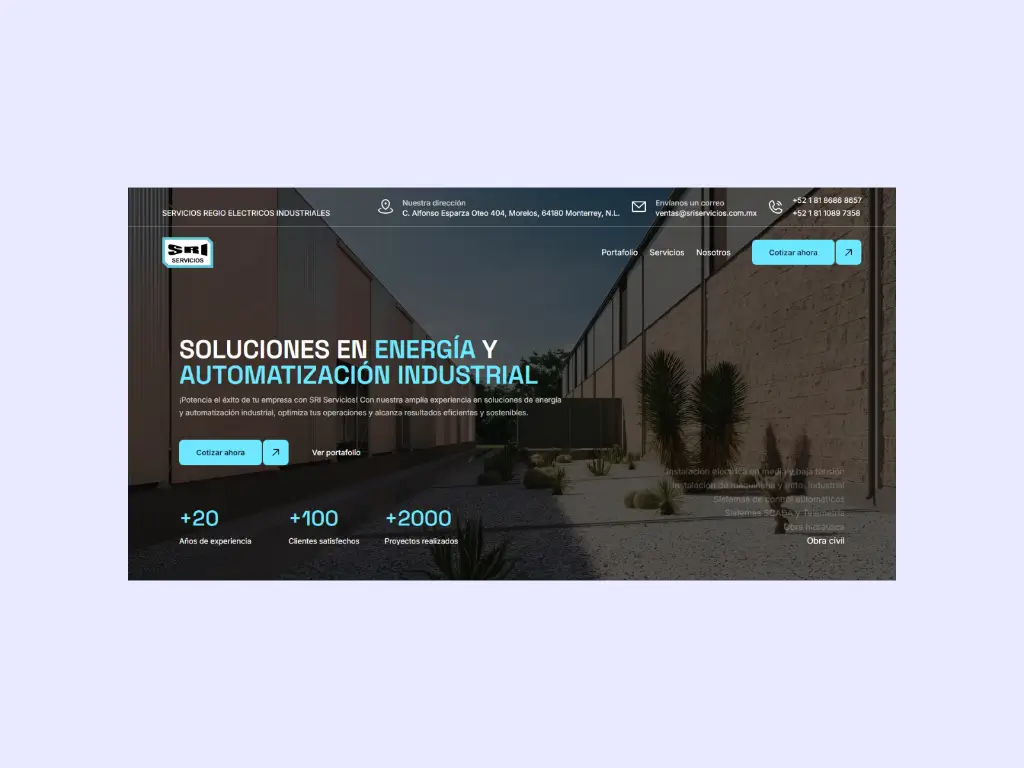 SERVICIOS REGIO ELECTRICOS INDUSTRIALES
Nuestra dirección
C. Alfonso Esparza Oteo 404, Morelos, 64180 Monterrey, N.L.
Envíanos un correo
ventas@sriservicios.com.mx
+52 1 81 8686 8657
+52 1 81 1089 7358
SRI
SERVICIOS
Portafolio
Servicios
Nosotros
Cotizar ahora
SOLUCIONES EN ENERGÍA Y
AUTOMATIZACIÓN INDUSTRIAL
¡Potencia el éxito de tu empresa con SRI Servicios! Con nuestra amplia experiencia en soluciones de energía
y automatización industrial, optimiza tus operaciones y alcanza resultados eficientes y sostenibles.
Cotizar ahora
Ver portafolio
Instalación eléctrica en media y baja tensión
Instalación de maquinaria y mtto. industrial
Sistemas de control automáticos
Sistemas SCADA y Telemetría
Obra hidráulica
Obra civil
+20
Años de experiencia
+100
Clientes satisfechos
+2000
Proyectos realizados